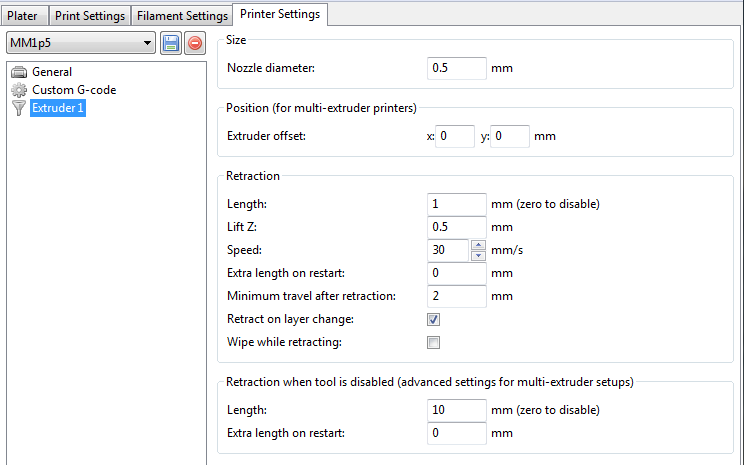 Plater Print Settings Filament Settings Printer Settings
MM1p5
General
Custom G-code
Extruder 1
Size
Nozzle diameter: 0.5 mm
Position (for multi-extruder printers)
Extruder offset: x: 0 y: 0 mm
Retraction
Length: 1 mm (zero to disable)
Lift Z: 0.5 mm
Speed: 30 mm/s
Extra length on restart: 0 mm
Minimum travel after retraction: 2 mm
Retract on layer change:
Wipe while retracting:
Retraction when tool is disabled (advanced settings for multi-extruder setups)
Length: 10 mm (zero to disable)
Extra length on restart: 0 mm